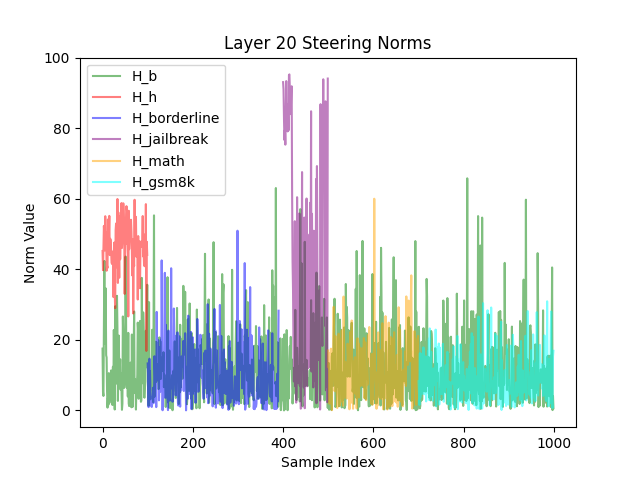 Layer 20 Steering Norms
100
80
60
40
20
0
Norm Value
H_b
H_h
H_borderline
H_jailbreak
H_math
H_gsm8k
0 200 400 600 800 1000
Sample Index